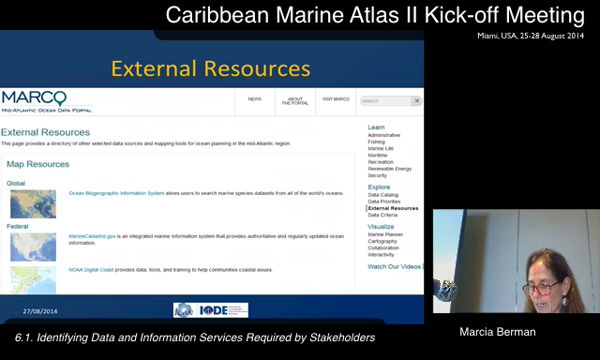 Caribbean Marine Atlas II Kick-off Meeting
Miami, USA, 25-28 August 2014
External Resources
MARCO
MID-ATLANTIC OCEAN DATA PORTAL
NEWS
ABOUT
THE PORTAL
VISIT MARCO
search
External Resources
This page provides a directory of other selected data sources and mapping tools for ocean planning in the mid-Atlantic region.
Map Resources
Global
Ocean Biogeographic Information System allows users to search marine species datasets from all of the world's oceans.
Federal
MarineCadastre.gov is an integrated marine information system that provides authoritative and regularly updated ocean
information
NOAA Digital Coast provides data, tools, and training to help communities coastal issues.
Learn
Administrative
Fishing
Marine Life
Maritime
Recreation
Renewable Energy
Security
Explore
Data Catalog
Data Priorities
External Resources
Data Criteria
Visualize
Marine Planner
Cartography
Collaboration
Interactivity
Watch Our Videos
27/08/2014
IODE
Marcia Berman
6.1. Identifying Data and Information Services Required by Stakeholders